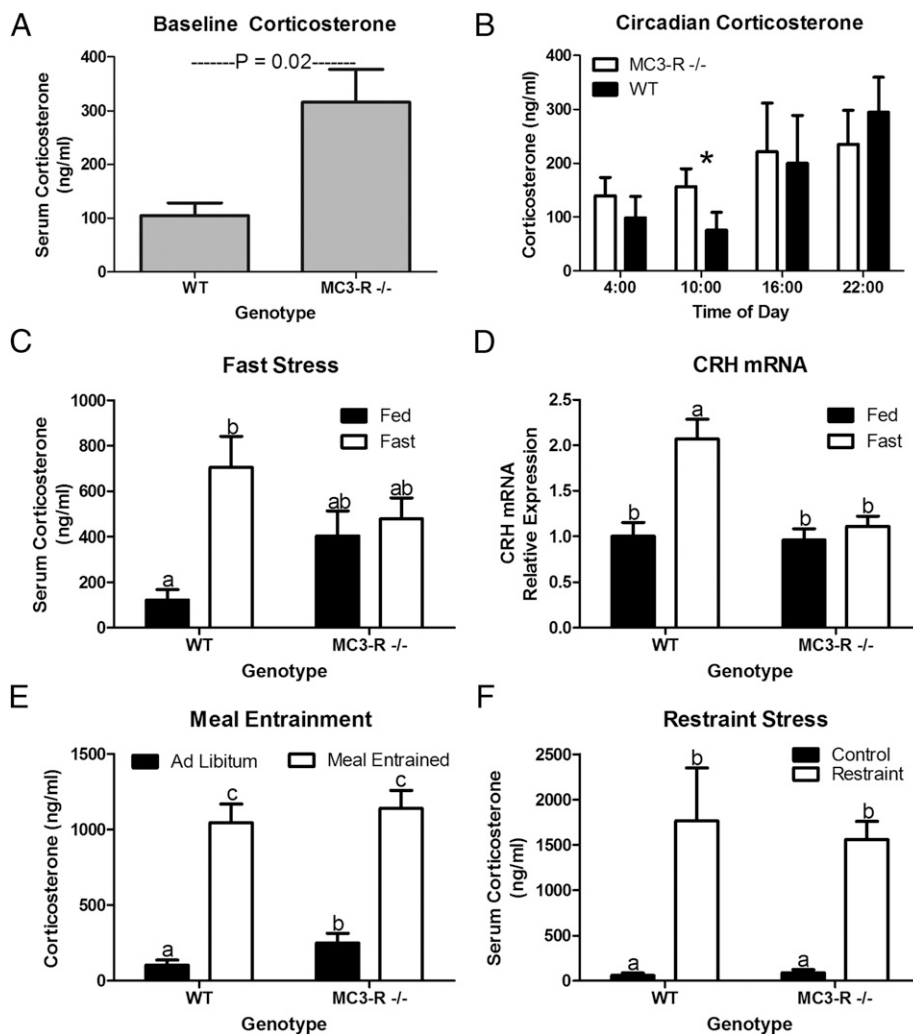 A
Baseline Corticosterone
-------P = 0.02-------
400
300
200
100
0
Serum Corticosterone
(ng/ml)
WT
MC3-R -/-
Genotype
B
Circadian Corticosterone
MC3-R -/-
WT
*
400
300
200
100
0
Corticosterone (ng/ml)
4:00
10:00
16:00
22:00
Time of Day
C
Fast Stress
Fed
Fast
1000
800
600
400
200
0
Serum Corticosterone
(ng/ml)
a
b
ab
ab
WT
MC3-R -/-
Genotype
D
CRH mRNA
Fed
Fast
2.5
2.0
1.5
1.0
0.5
0.0
CRH mRNA
Relative Expression
b
a
b
b
WT
MC3-R -/-
Genotype
E
Meal Entrainment
Ad Libitum
Meal Entrained
1500
1000
500
0
Corticosterone (ng/ml)
a
c
b
c
WT
MC3-R -/-
Genotype
F
Restraint Stress
Control
Restraint
2500
2000
1500
1000
500
0
Serum Corticosterone
(ng/ml)
a
b
a
b
WT
MC3-R -/-
Genotype